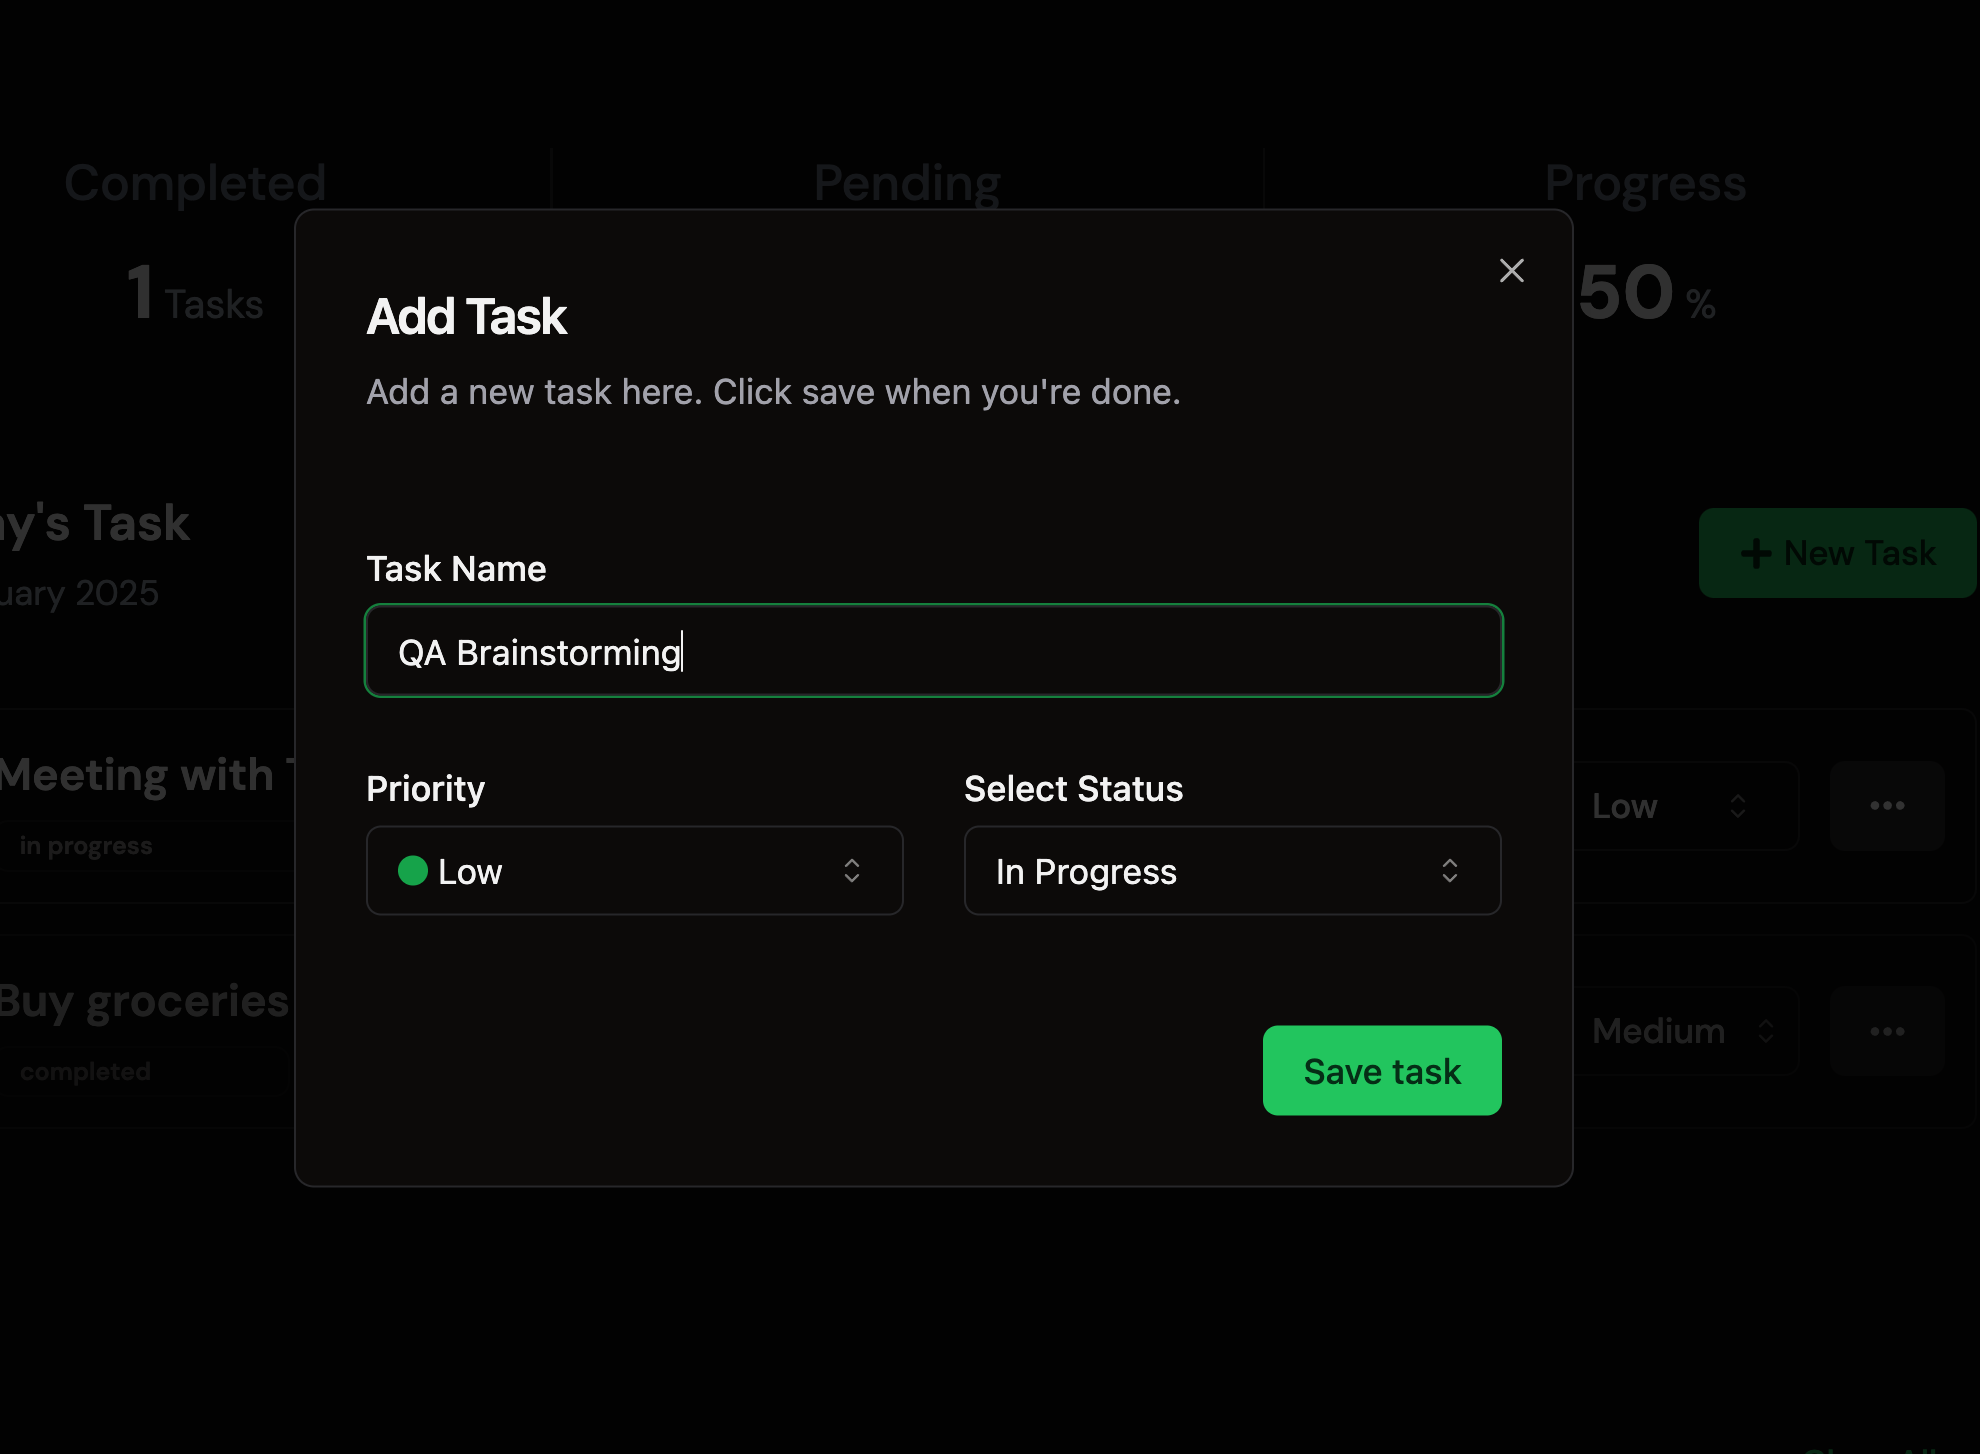 Completed Pending Progress
1 Tasks 50 %
Add Task
Add a new task here. Click save when you're done.
y's Task
New Task
uary 2025
Task Name
QA Brainstorming
Meeting with
in progress
Low
Priority Select Status
Low In Progress
Buy groceries
completed
Medium
Save task